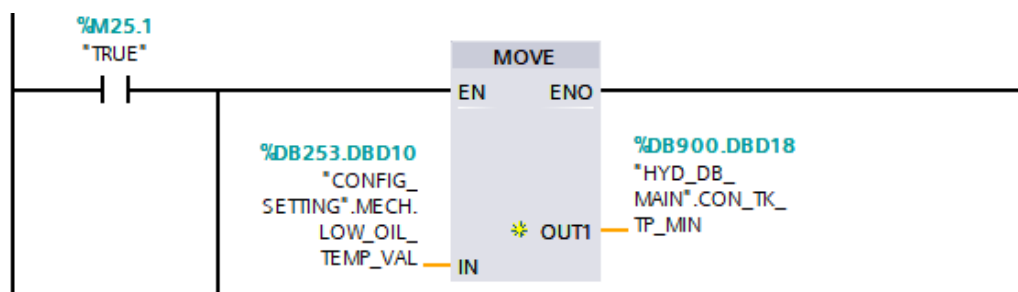 %M25.1
"TRUE"
MOVE
EN ENO
%DB253.DBD10
"CONFIG_
SETTING".MECH.
LOW_OIL_
TEMP_VAL
IN
%DB900.DBD18
"HYD_DB_
MAIN".CON_TK_
TP_MIN
OUT1